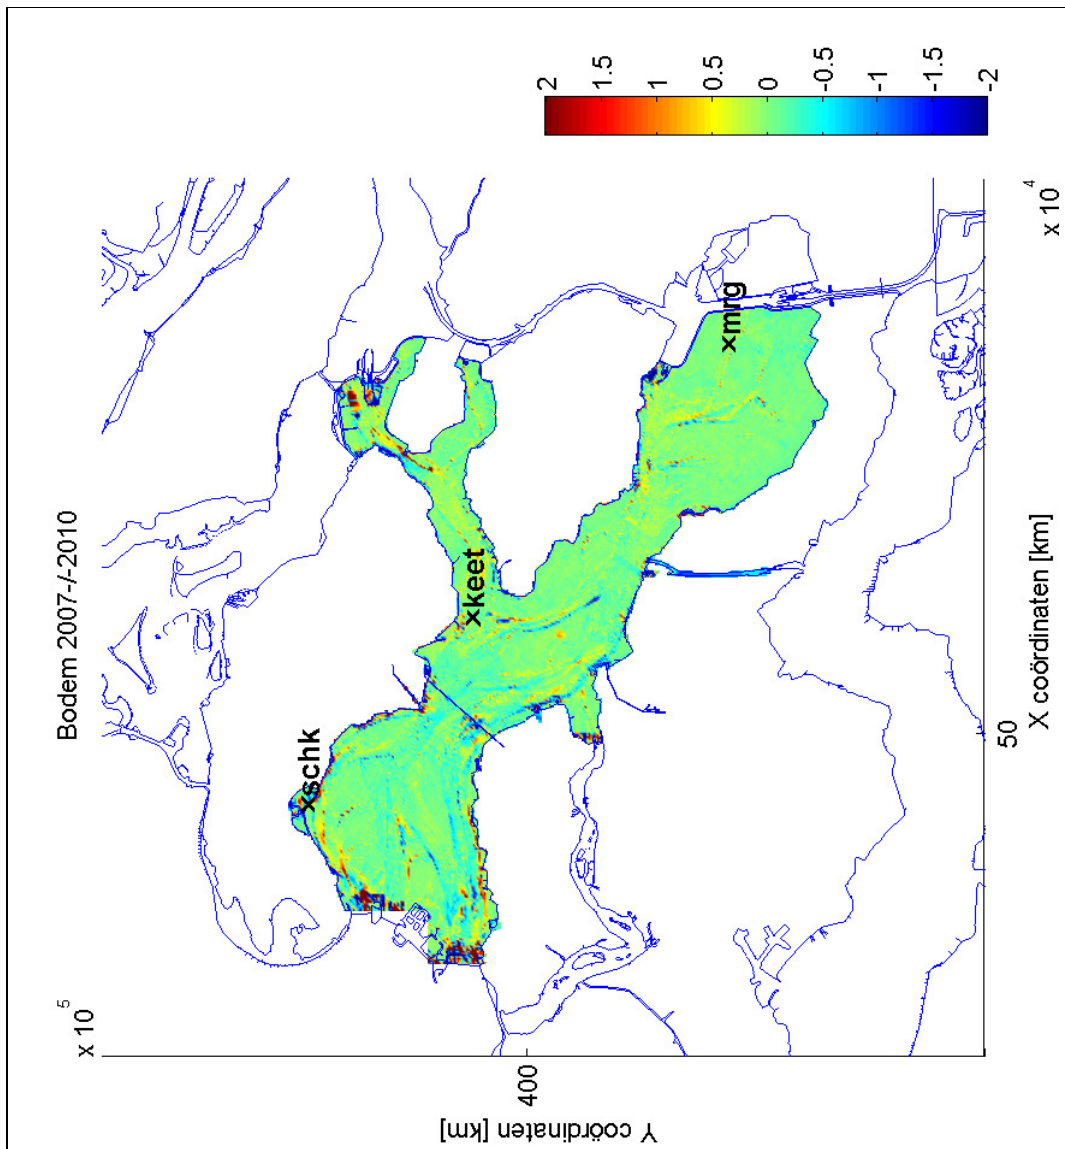 Bodem 2007-/-2010
x 10^5
400
Y coördinaten [km]
xschk
xkeet
xmrg
50
X coördinaten [km]
x 10^4
2
1.5
1
0.5
0
-0.5
-1
-1.5
-2